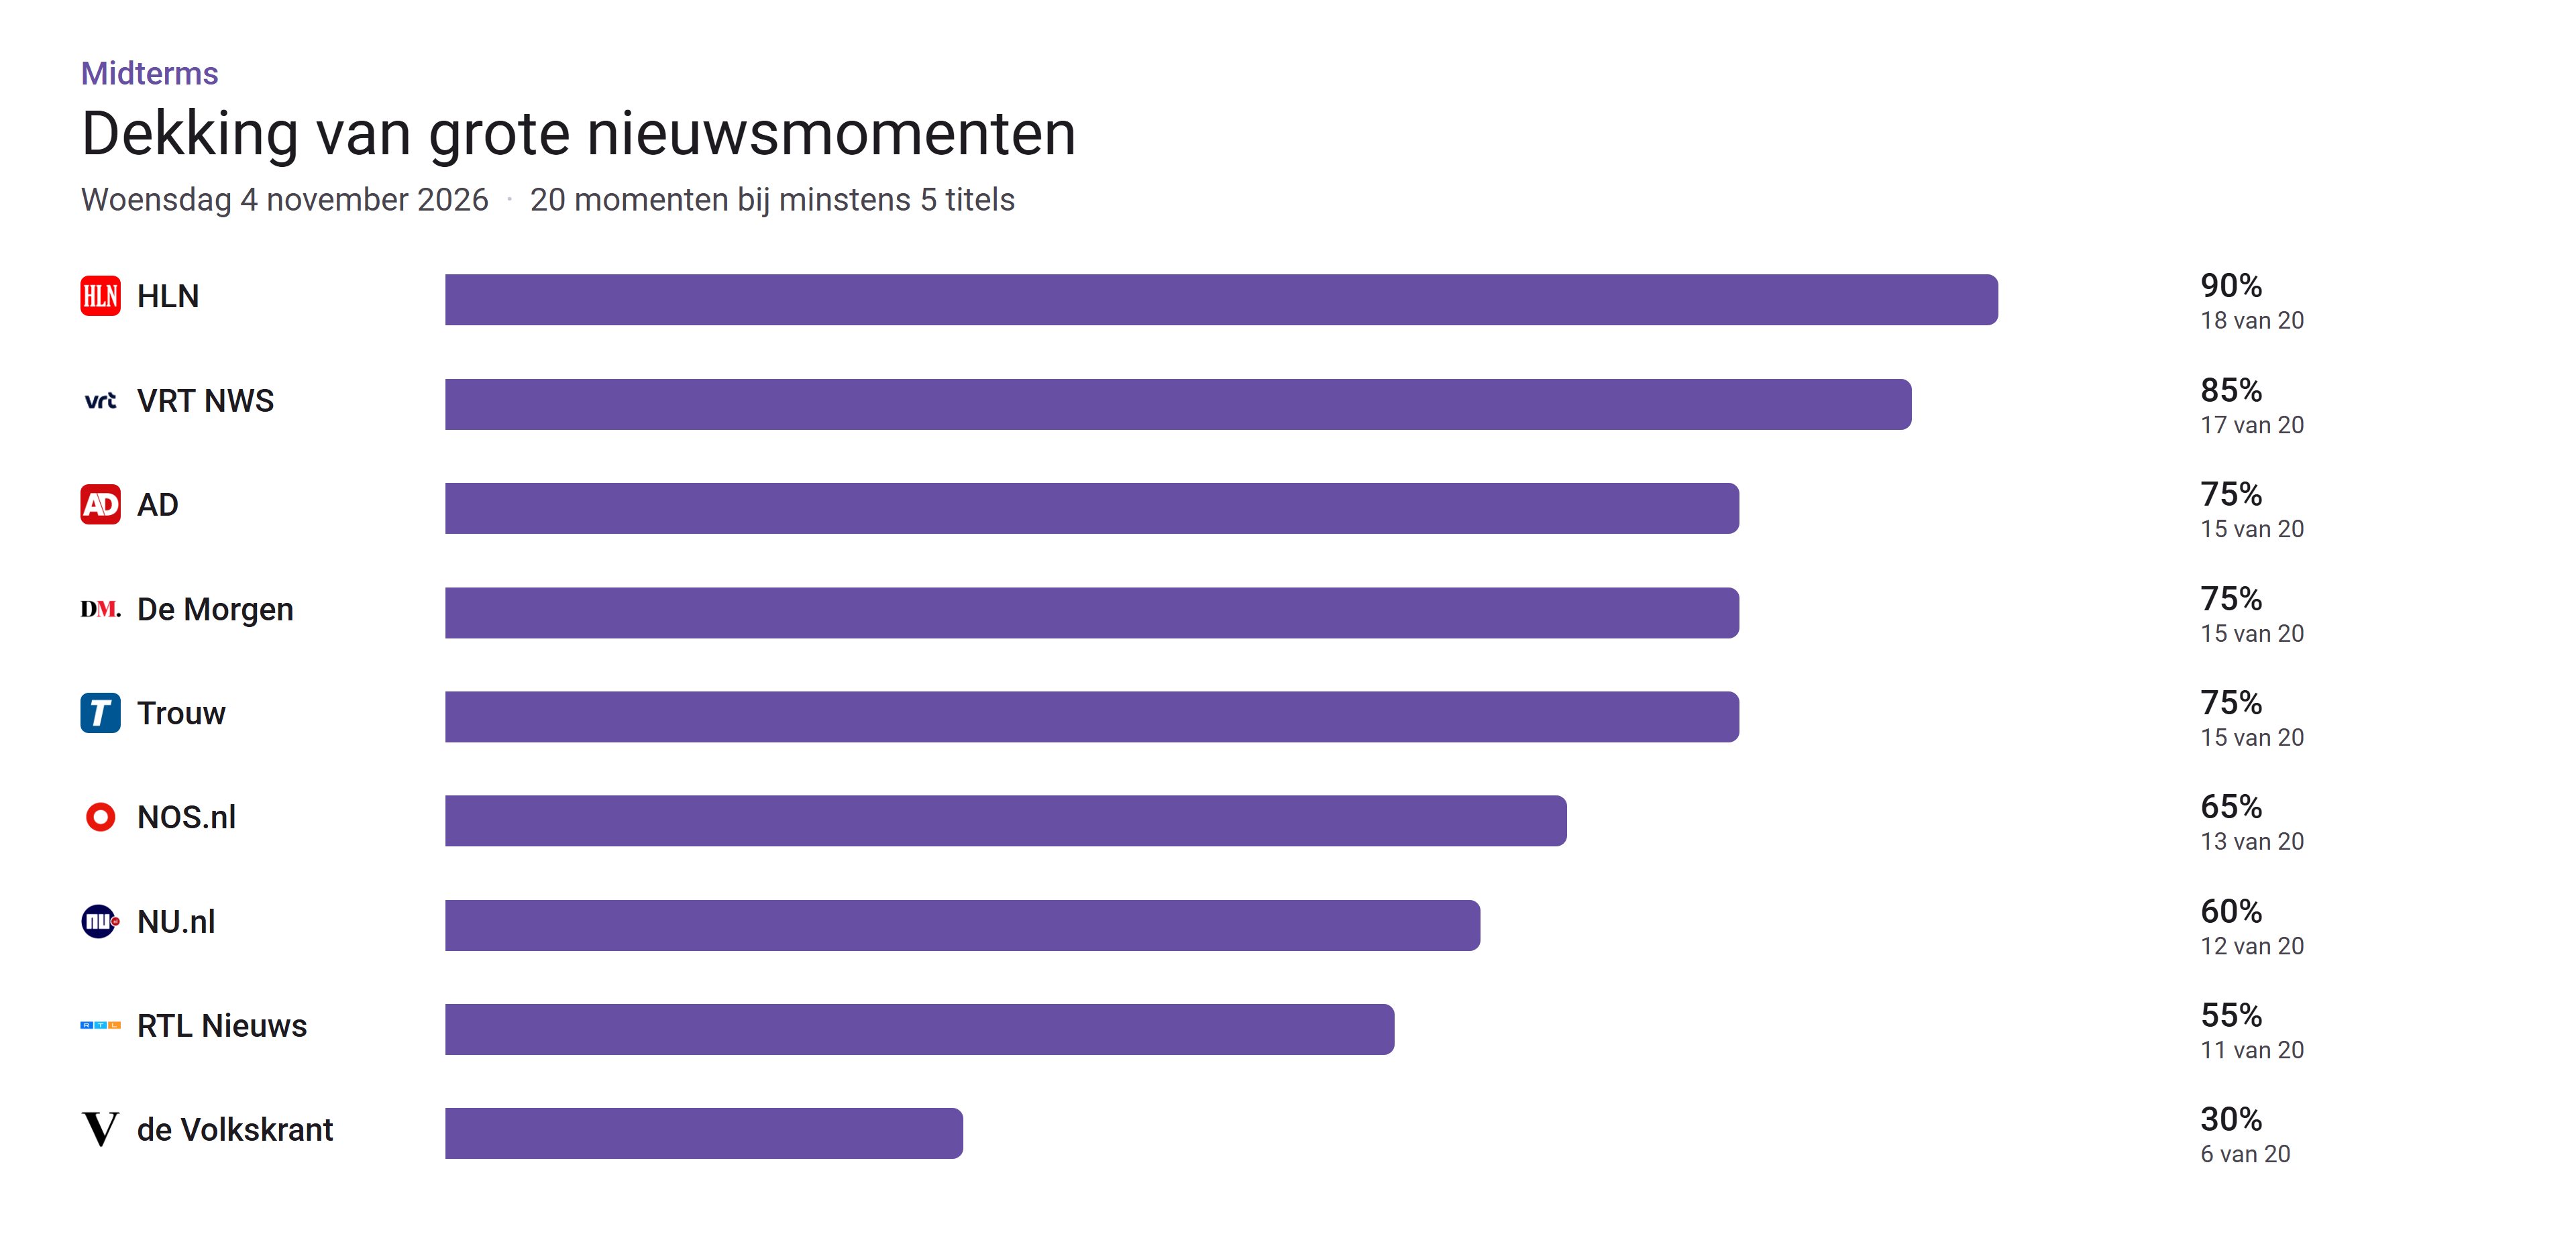 Midterms
Dekking van grote nieuwsmomenten
Woensdag 4 november 2026 · 20 momenten bij minstens 5 titels
HLN HLN 90%
18 van 20
vrt VRT NWS 85%
17 van 20
AD AD 75%
15 van 20
DM. De Morgen 75%
15 van 20
T Trouw 75%
15 van 20
NOS.nl 65%
13 van 20
nu NU.nl 60%
12 van 20
RTL RTL Nieuws 55%
11 van 20
V de Volkskrant 30%
6 van 20